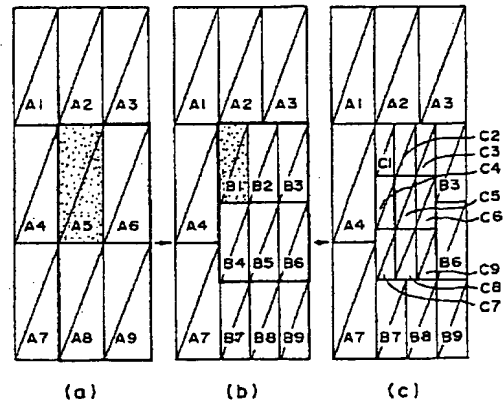 A1 A2 A3 A1 A2 A3 A1 A2 A3
C2
C3
C4
C1
B1 B2 B3 B3
C5
A4 A5 A6 A4 A4
C6
B4 B5 B6 B6
C9
C8
C7
A7 A8 A9 A7 B7 B8 B9 A7 B7 B8 B9
(a) (b) (c)